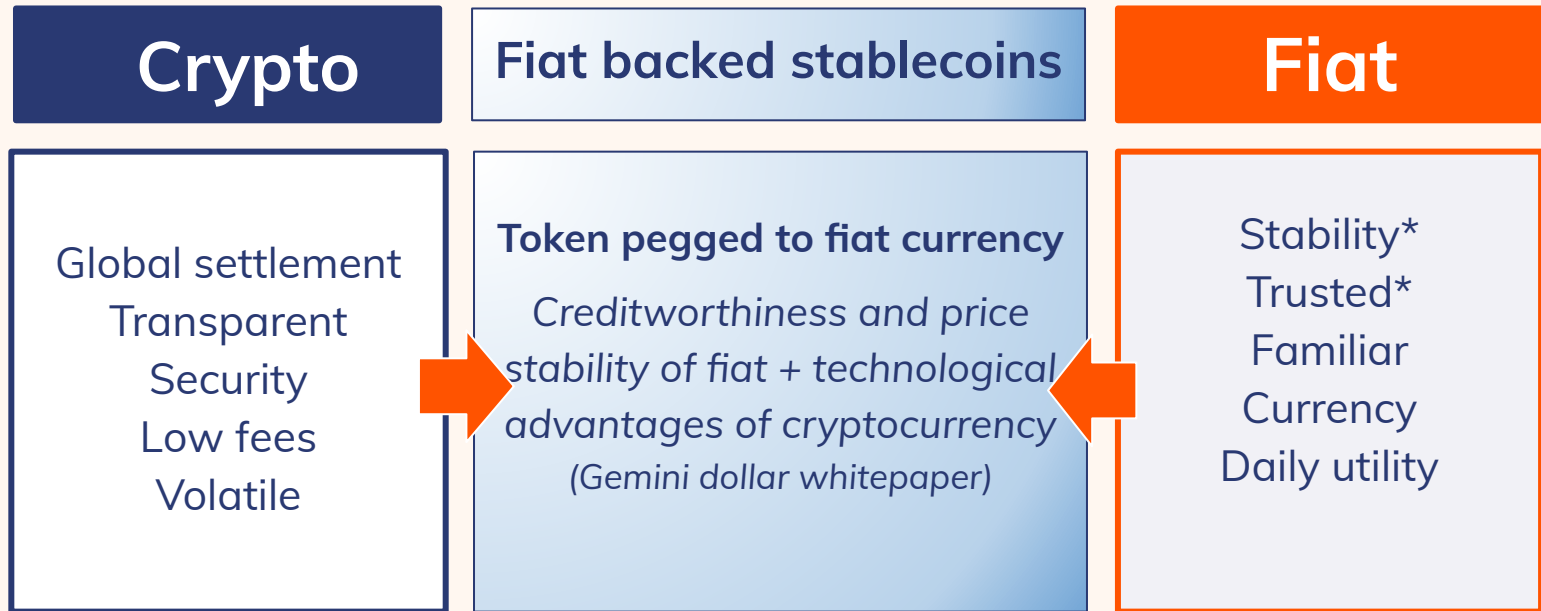 Crypto
Global settlement
Transparent
Security
Low fees
Volatile
Fiat backed stablecoins
Token pegged to fiat currency
Creditworthiness and price
stability of fiat + technological
advantages of cryptocurrency
(Gemini dollar whitepaper)
Fiat
Stability*
Trusted*
Familiar
Currency
Daily utility